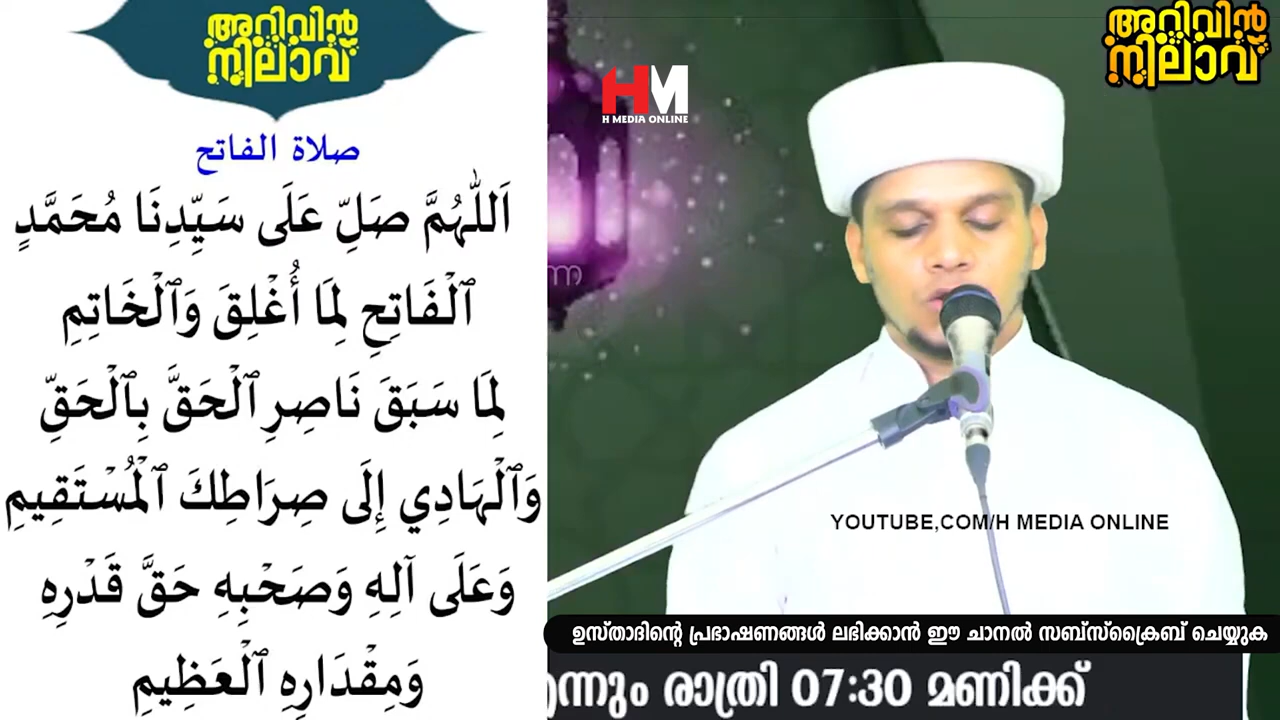 അറിവിൻ
നിലാവ്
صلاة الفاتح
اَللّٰهُمَّ صَلِّ عَلَى سَيِّدِنَا مُحَمَّدٍ
ٱلْفَاتِحِ لِمَا أُغْلِقَ وَٱلْخَاتِمِ
لِمَا سَبَقَ نَاصِرِ ٱلْحَقَّ بِٱلْحَقِّ
وَٱلْهَادِي إِلَى صِرَاطِكَ ٱلْمُسْتَقِيمِ
وَعَلَى آلِهِ وَصَحْبِهِ حَقَّ قَدْرِهِ
وَمِقْدَارِهِ ٱلْعَظِيمِ
HM
H MEDIA ONLINE
അറിവിൻ
നിലാവ്
YOUTUBE,COM/H MEDIA ONLINE
ഉസ്താദിന്റെ പ്രഭാഷണങ്ങൾ ലഭിക്കാൻ ഈ ചാനൽ സബ്സ്ക്രൈബ് ചെയ്യുക
എന്നും രാത്രി 07:30 മണിക്ക്